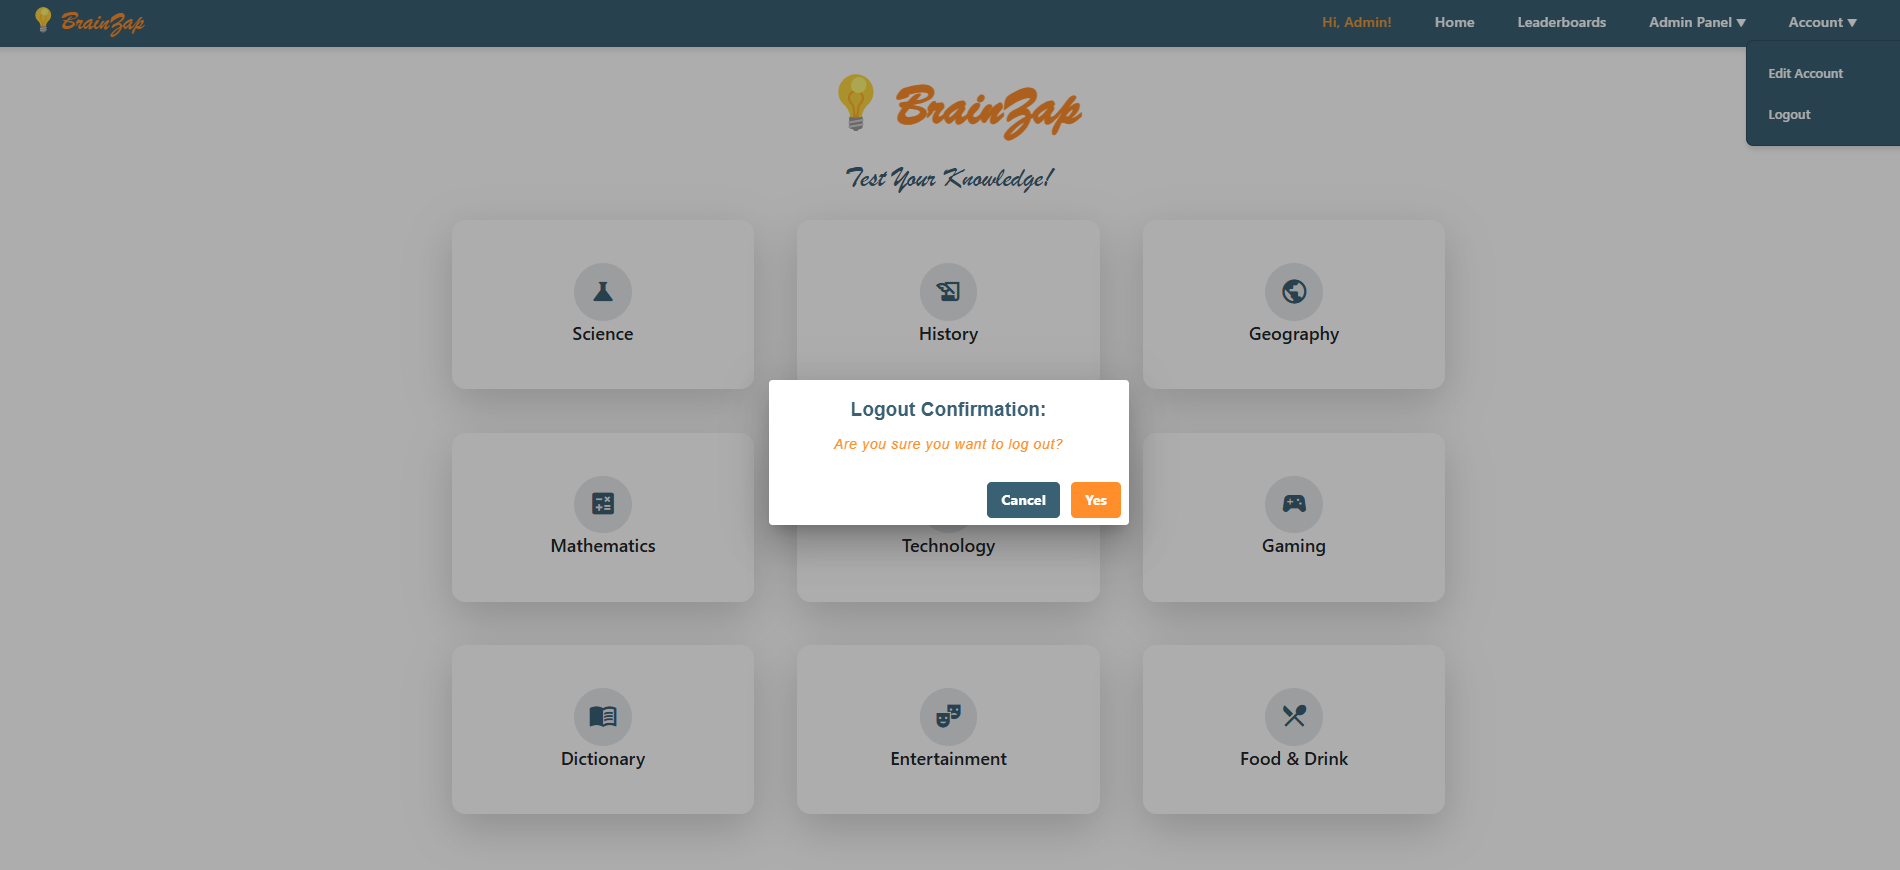 BrainZap
Hi, Admin! Home Leaderboards Admin Panel ▼ Account ▼
Edit Account
Logout
BrainZap
Test Your Knowledge!
Science History Geography
Logout Confirmation:
Are you sure you want to log out?
Cancel Yes
Mathematics Technology Gaming
Dictionary Entertainment Food & Drink